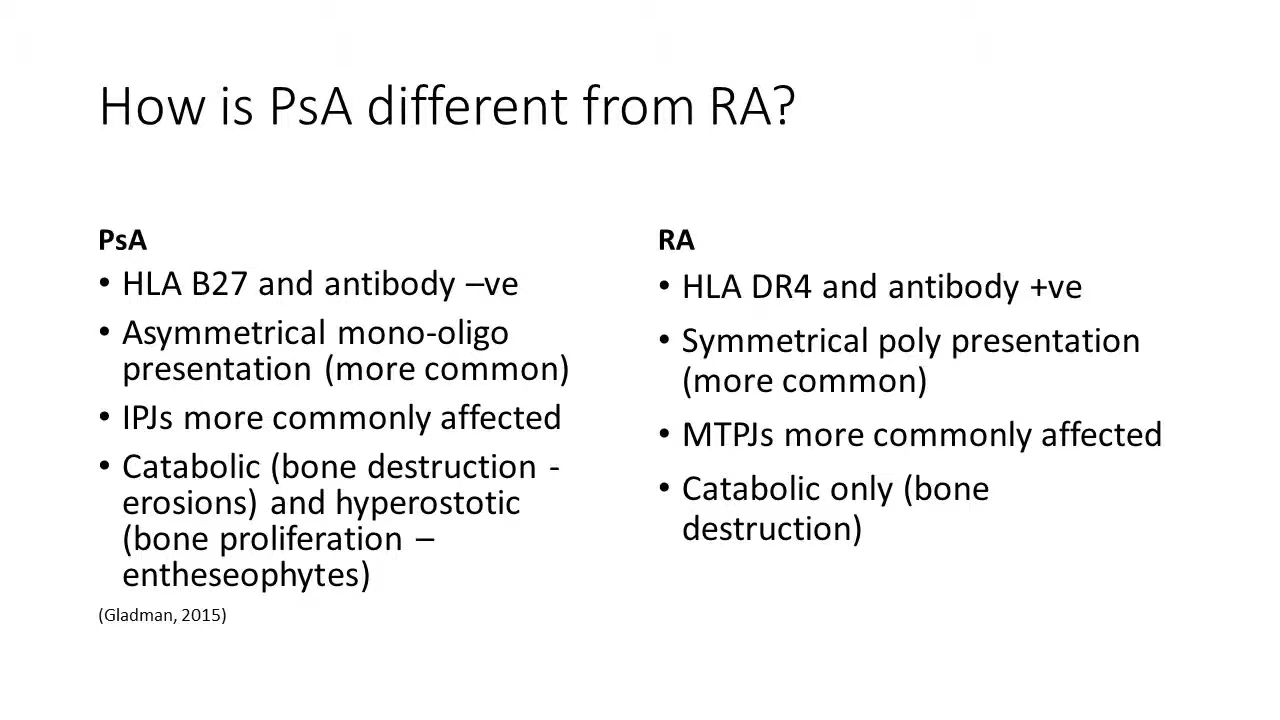 How is PsA different from RA?
PsA
• HLA B27 and antibody –ve
• Asymmetrical mono-oligo
presentation (more common)
• IPJs more commonly affected
• Catabolic (bone destruction -
erosions) and hyperostotic
(bone proliferation –
entheseophytes)
(Gladman, 2015)
RA
• HLA DR4 and antibody +ve
• Symmetrical poly presentation
(more common)
• MTPJs more commonly affected
• Catabolic only (bone
destruction)